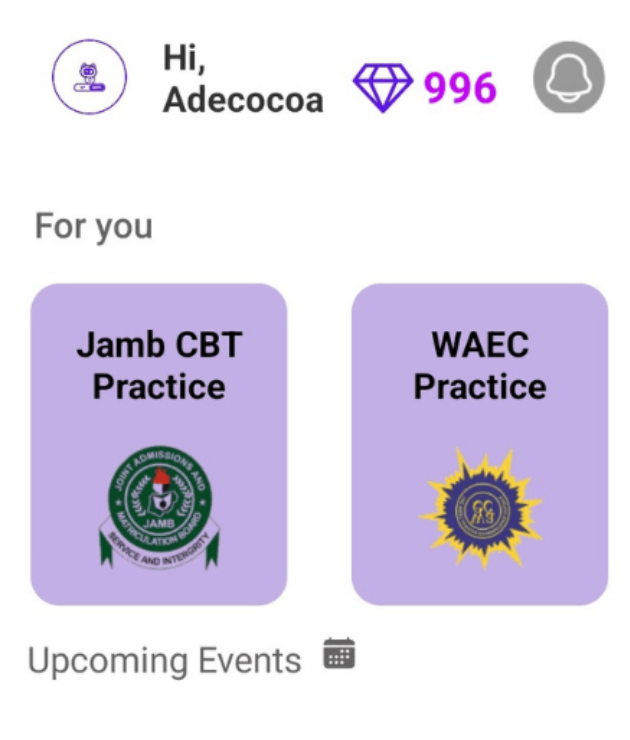 Hi,
Adecocoa
996
For you
Jamb CBT
Practice
JOINT ADMISSIONS AND
MATRICULATION BOARD
JAMB
SERVICE AND INTERGRITY
WAEC
Practice
Upcoming Events